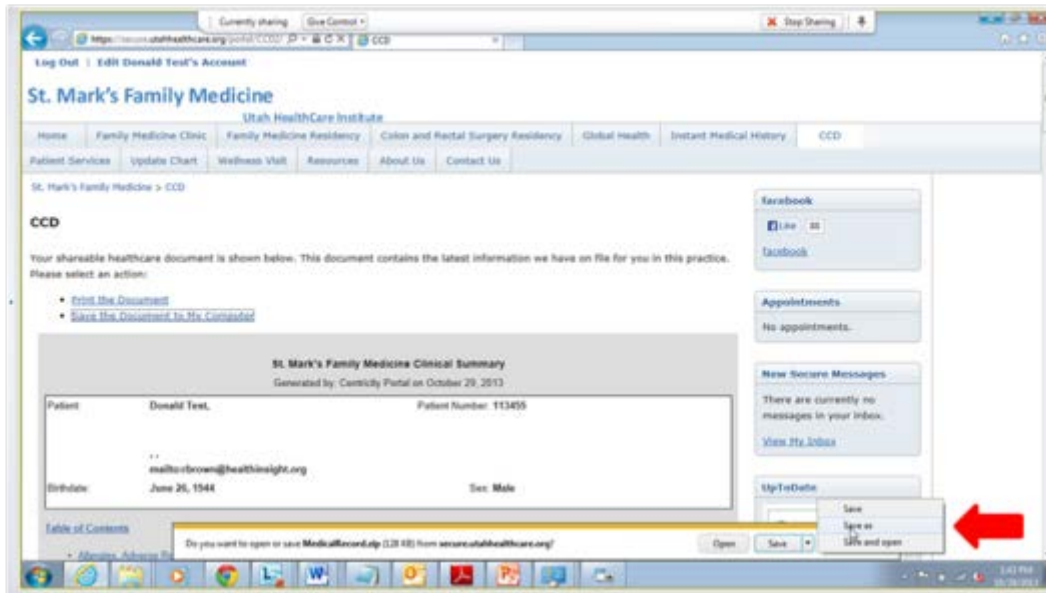 Currently sharing Give Control Stop Sharing
CCD
Log Out | Edit Donald Test's Account
St. Mark's Family Medicine
Utah HealthCare Institute
Home Family Medicine Clinic Family Medicine Residency Colon and Rectal Surgery Residency Global Health Instant Medical History CCD
Patient Services Update Chart Wellness Visit Resources About Us Contact Us
St. Mark's Family Medicine > CCD
CCD
Your shareable healthcare document is shown below. This document contains the latest information we have on file for you in this practice.
Please select an action:
Print the Document
Save the Document to My Computer
St. Mark's Family Medicine Clinical Summary
Generated by: Centricity Portal on October 29, 2013
Patient Donald Test, Patient Number: 113455
, ,
mailto:rbrown@healthinsight.org
Birthdate: June 26, 1944 Sex: Male
Table of Contents
Allergies, Adverse
facebook
Like
facebook
Appointments
No appointments.
New Secure Messages
There are currently no
messages in your inbox.
View My Inbox
UpToDate
Save
Save as
Save and open
Do you want to open or save MedicalRecord.zip (128 KB) from secure.utahhealthcare.org? Open Save